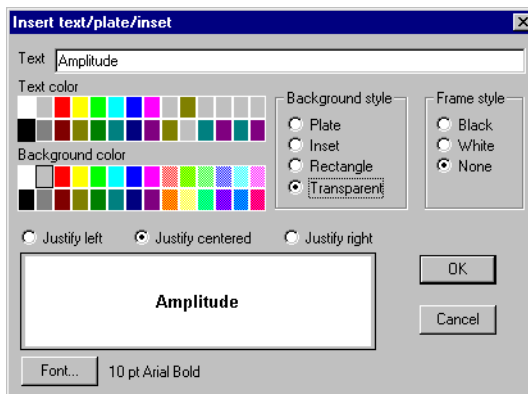 Insert text/plate/inset
Text Amplitude
Text color
Background style
Frame style
Plate
Black
Inset
White
Background color
Rectangle
None
Transparent
Justify left Justify centered Justify right
Amplitude
OK
Cancel
Font... 10 pt Arial Bold